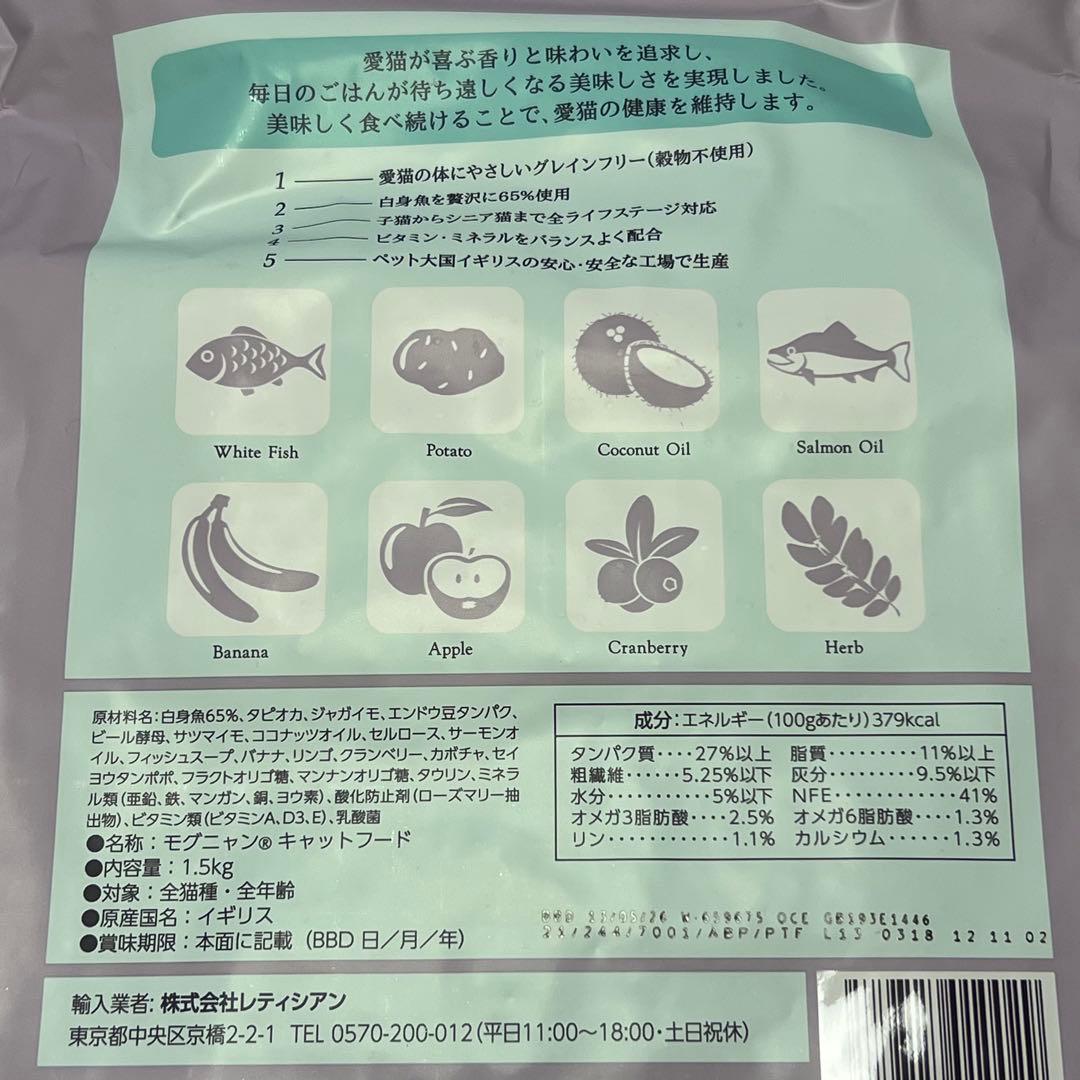 愛猫が喜ぶ香りと味わいを追求し、
毎日のごはんが待ち遠しくなる美味しさを実現しました。
美味しく食べ続けることで、愛猫の健康を維持します。
1 愛猫の体にやさしいグレインフリー（穀物不使用）
2 白身魚を贅沢に65%使用
3 子猫からシニア猫まで全ライフステージ対応
4 ビタミン・ミネラルをバランスよく配合
5 ペット大国イギリスの安心・安全な工場で生産
White Fish Potato Coconut Oil Salmon Oil
Banana Apple Cranberry Herb
原材料名：白身魚65%、タピオカ、ジャガイモ、エンドウ豆タンパク、
ビール酵母、サツマイモ、ココナッツオイル、セルロース、サーモンオ
イル、フィッシュスープ、バナナ、リンゴ、クランベリー、カボチャ、セイ
ヨウタンポポ、フラクトオリゴ糖、マンナンオリゴ糖、タウリン、ミネラ
ル類（亜鉛、鉄、マンガン、銅、ヨウ素）、酸化防止剤（ローズマリー抽
出物）、ビタミン類（ビタミンA、D3、E）、乳酸菌
●名称：モグニャン® キャットフード
●内容量：1.5kg
●対象：全猫種・全年齢
●原産国名：イギリス
●賞味期限：本面に記載（BBD 日／月／年）
成分：エネルギー（100gあたり）379kcal
タンパク質････27%以上 脂質･････････11%以上
粗繊維･･････5.25%以下 灰分･････････9.5%以下
水分･･･････････5%以下 NFE･･････････41%
オメガ3脂肪酸････2.5% オメガ6脂肪酸････1.3%
リン･･･････････1.1% カルシウム･･････1.3%
OCE GB193E1446
/ABP/PTF L15 0318 12 11 02
輸入業者：株式会社レティシアン
東京都中央区京橋2-2-1 TEL 0570-200-012（平日11:00～18:00・土日祝休）